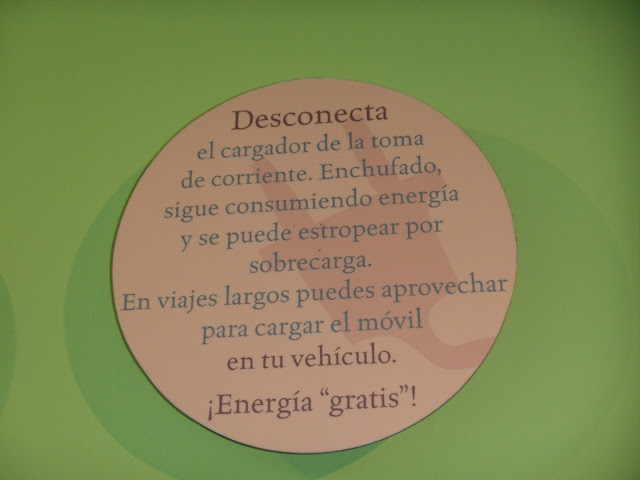 Desconecta
el cargador de la toma
de corriente. Enchufado,
sigue consumiendo energía
y se puede estropear por
sobrecarga.
En viajes largos puedes aprovechar
para cargar el móvil
en tu vehículo.
¡Energía “gratis”!